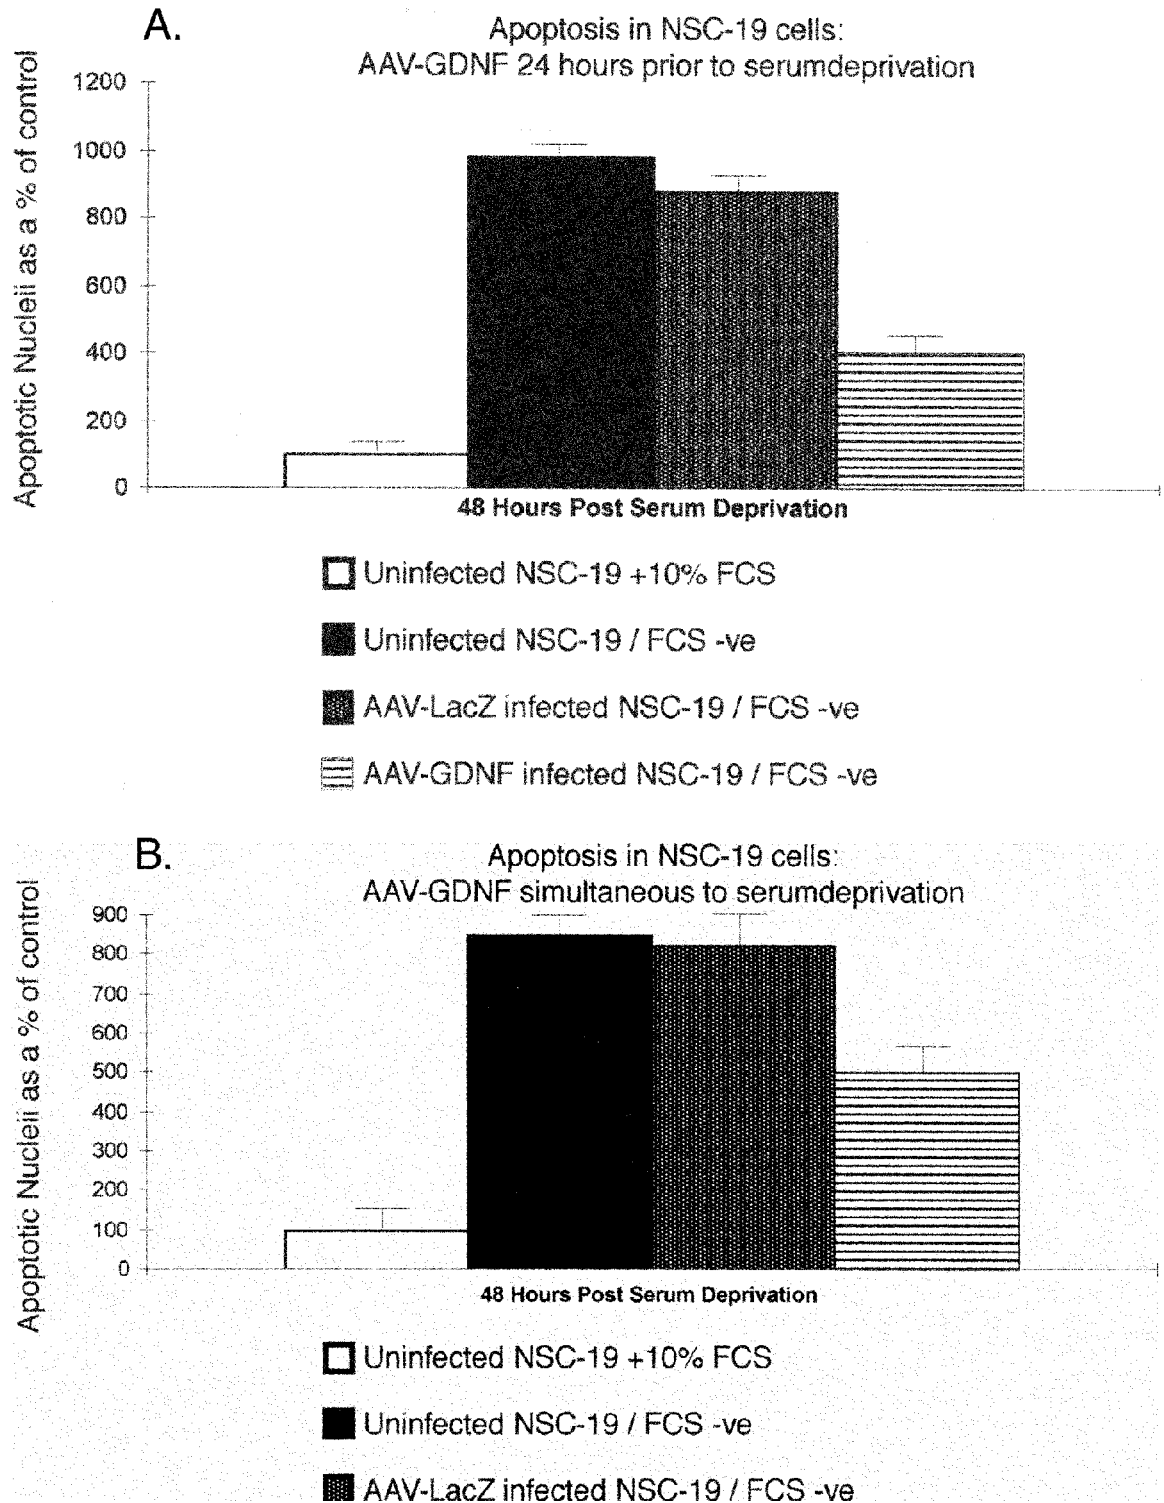 A.
Apoptosis in NSC-19 cells:
AAV-GDNF 24 hours prior to serumdeprivation
Apoptotic Nucleii as a % of control
1200
1000
800
600
400
200
0
48 Hours Post Serum Deprivation
Uninfected NSC-19 +10% FCS
Uninfected NSC-19 / FCS -ve
AAV-LacZ infected NSC-19 / FCS -ve
AAV-GDNF infected NSC-19 / FCS -ve
B.
Apoptosis in NSC-19 cells:
AAV-GDNF simultaneous to serumdeprivation
Apoptotic Nucleii as a % of control
900
800
700
600
500
400
300
200
100
0
48 Hours Post Serum Deprivation
Uninfected NSC-19 +10% FCS
Uninfected NSC-19 / FCS -ve
AAV-LacZ infected NSC-19 / FCS -ve